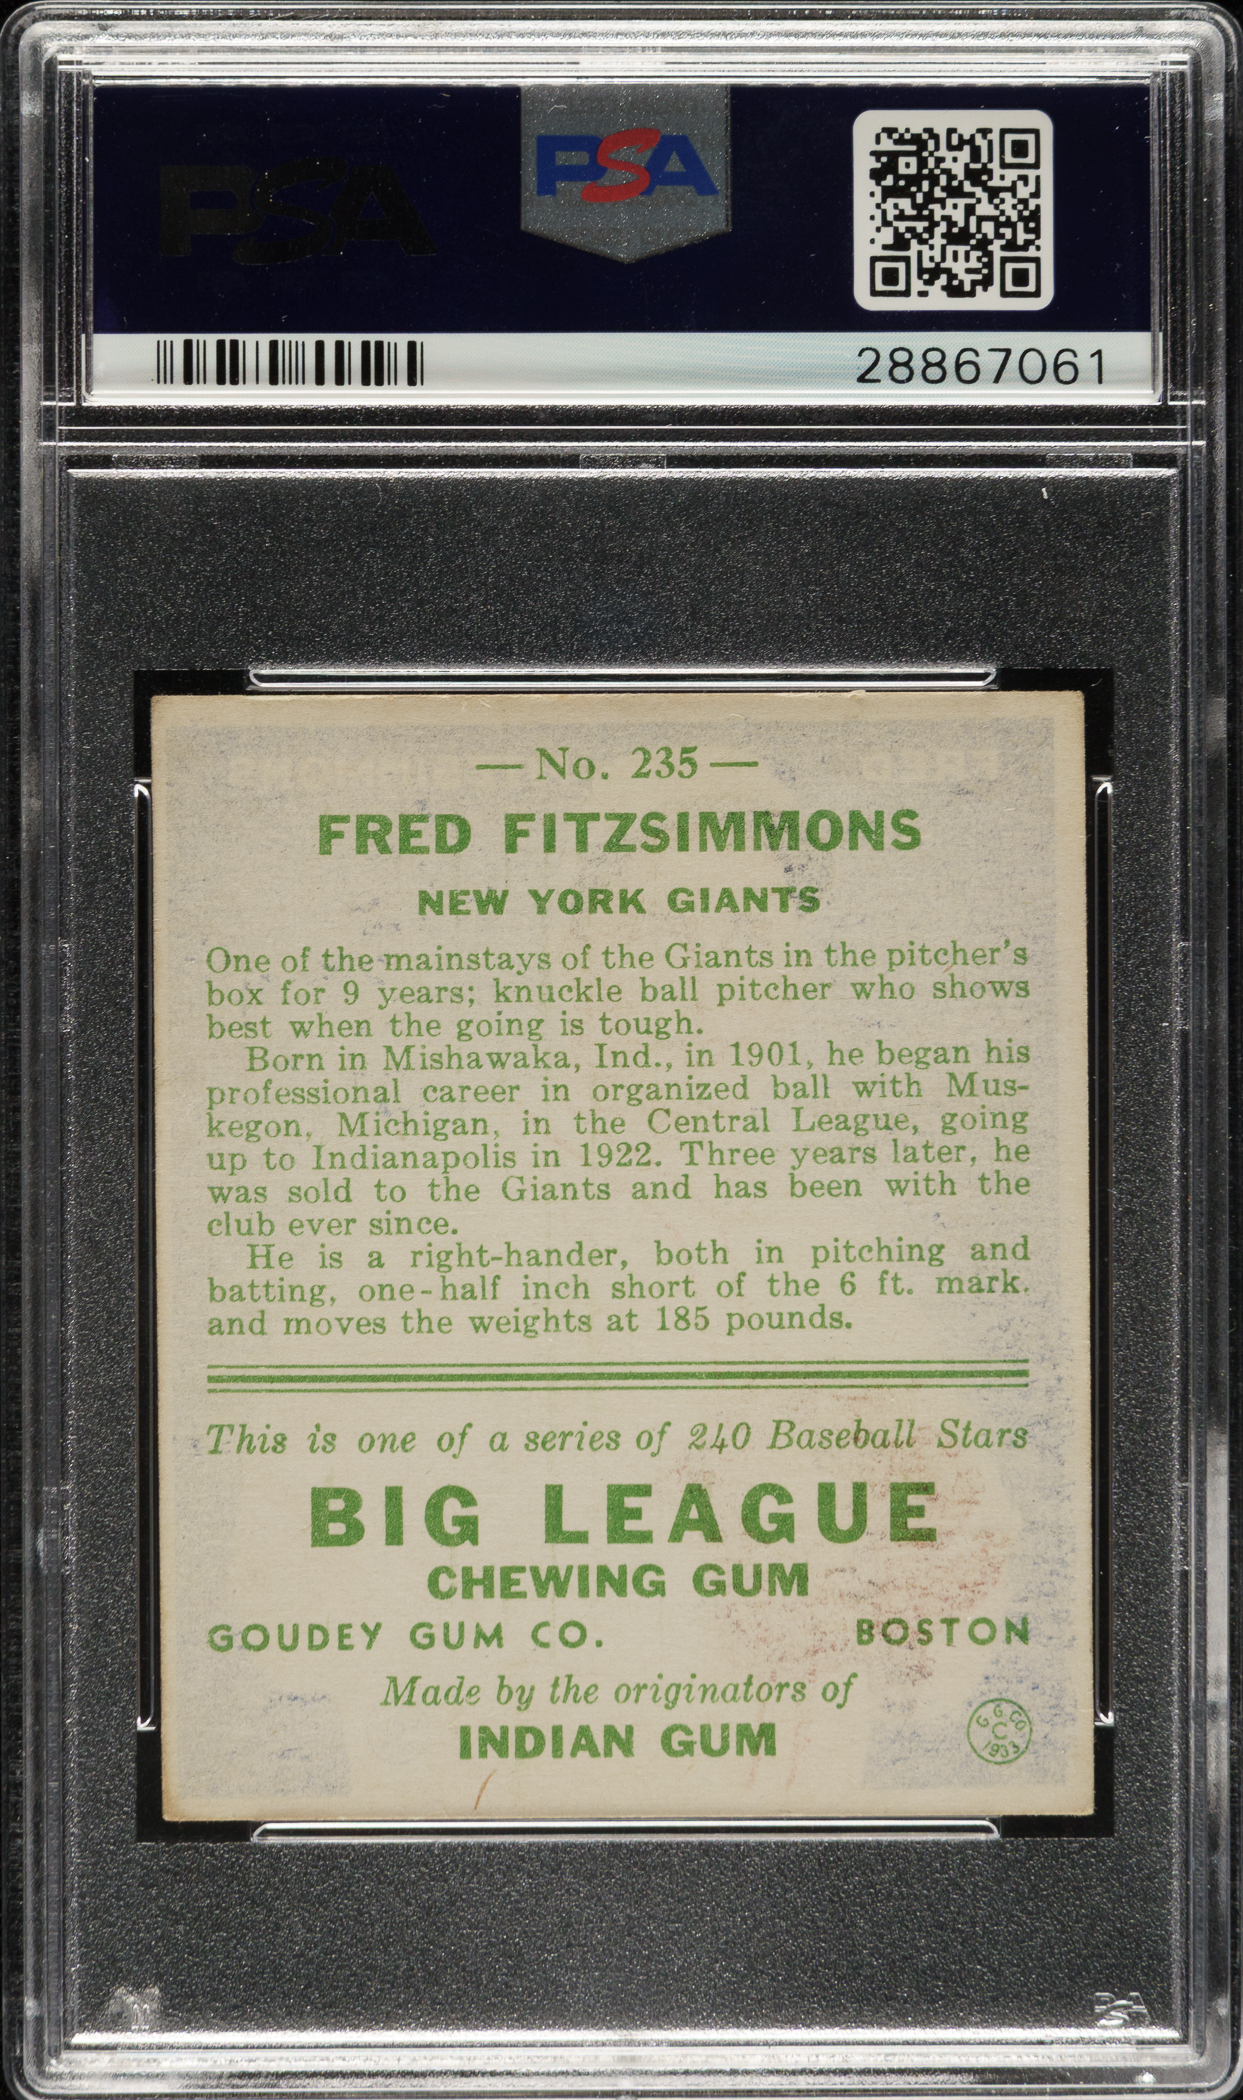 PSA
PSA
28867061
— No. 235 —
FRED FITZSIMMONS
NEW YORK GIANTS
One of the mainstays of the Giants in the pitcher's
box for 9 years; knuckle ball pitcher who shows
best when the going is tough.
Born in Mishawaka, Ind., in 1901, he began his
professional career in organized ball with Mus-
kegon, Michigan, in the Central League, going
up to Indianapolis in 1922. Three years later, he
was sold to the Giants and has been with the
club ever since.
He is a right-hander, both in pitching and
batting, one-half inch short of the 6 ft. mark.
and moves the weights at 185 pounds.
This is one of a series of 240 Baseball Stars
BIG LEAGUE
CHEWING GUM
GOUDEY GUM CO. BOSTON
Made by the originators of
INDIAN GUM
G. G. CO.
C
1933
PSA